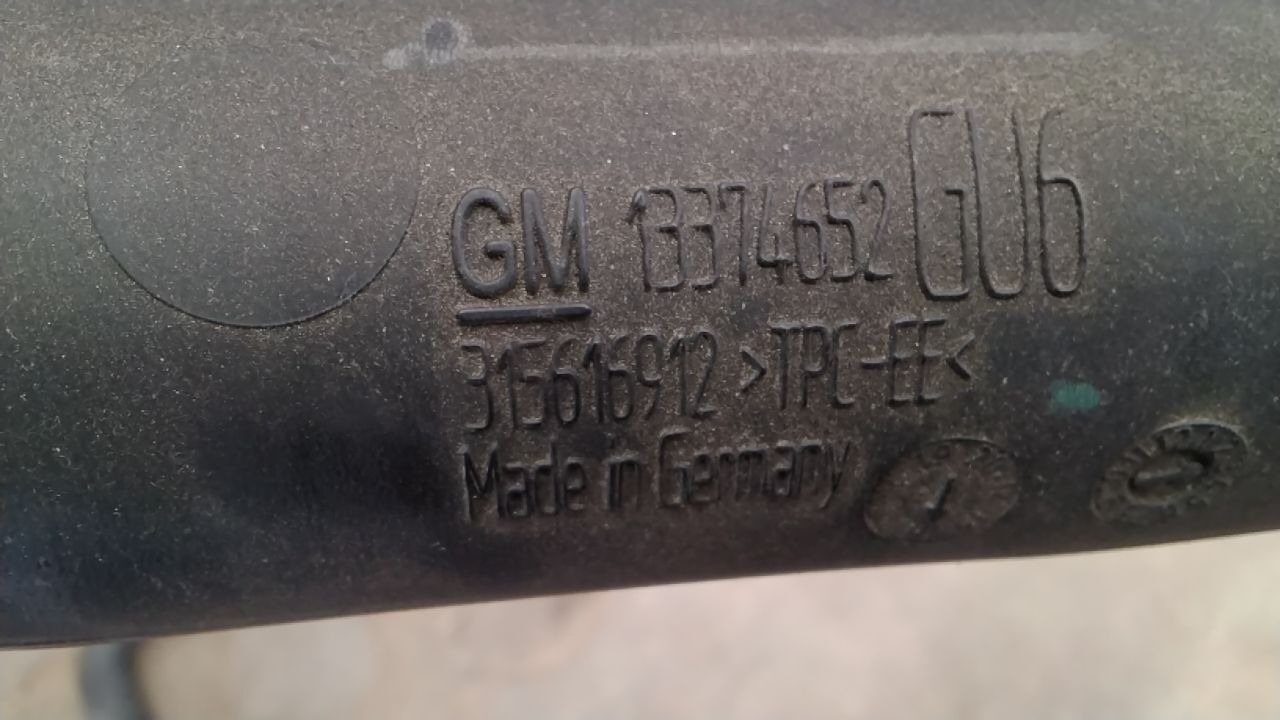 GM 13374652 GU6
315616912 >TPC-EE<
Made in Germany